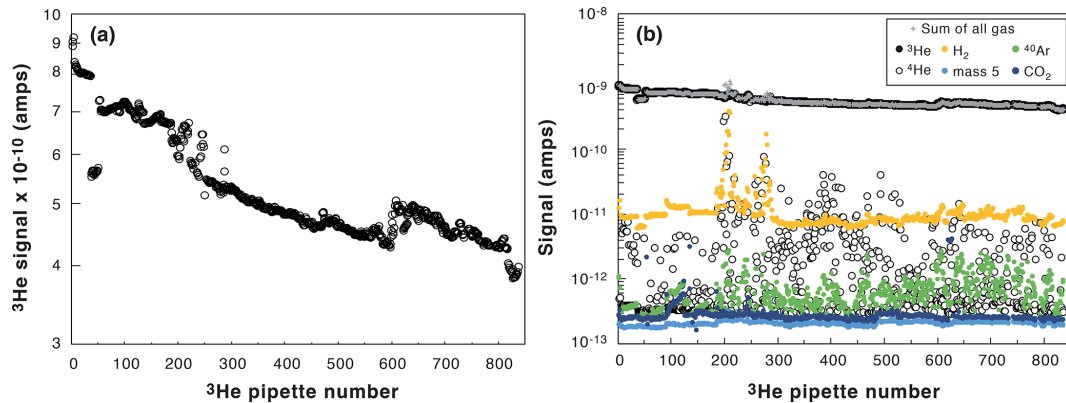 (a)
10
9
8
7
6
5
4
3
³He signal x 10⁻¹⁰ (amps)
0 100 200 300 400 500 600 700 800
³He pipette number
(b)
+ Sum of all gas
³He H₂ ⁴⁰Ar
⁴He mass 5 CO₂
10⁻⁸
10⁻⁹
10⁻¹⁰
10⁻¹¹
10⁻¹²
10⁻¹³
Signal (amps)
0 100 200 300 400 500 600 700 800
³He pipette number